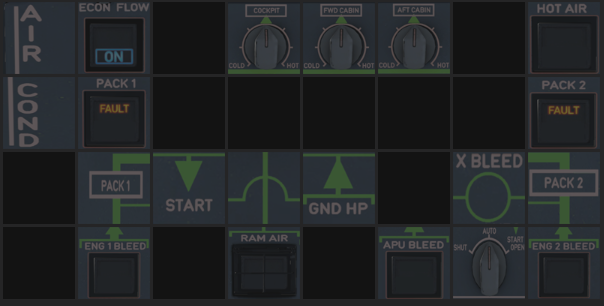 AIR
ECON FLOW
ON
COCKPIT
COLD HOT
FWD CABIN
COLD HOT
AFT CABIN
COLD HOT
HOT AIR
COND
PACK 1
FAULT
PACK 2
FAULT
PACK 1
START
GND HP
X BLEED
PACK 2
ENG 1 BLEED
RAM AIR
APU BLEED
SHUT
AUTO
START
OPEN
ENG 2 BLEED